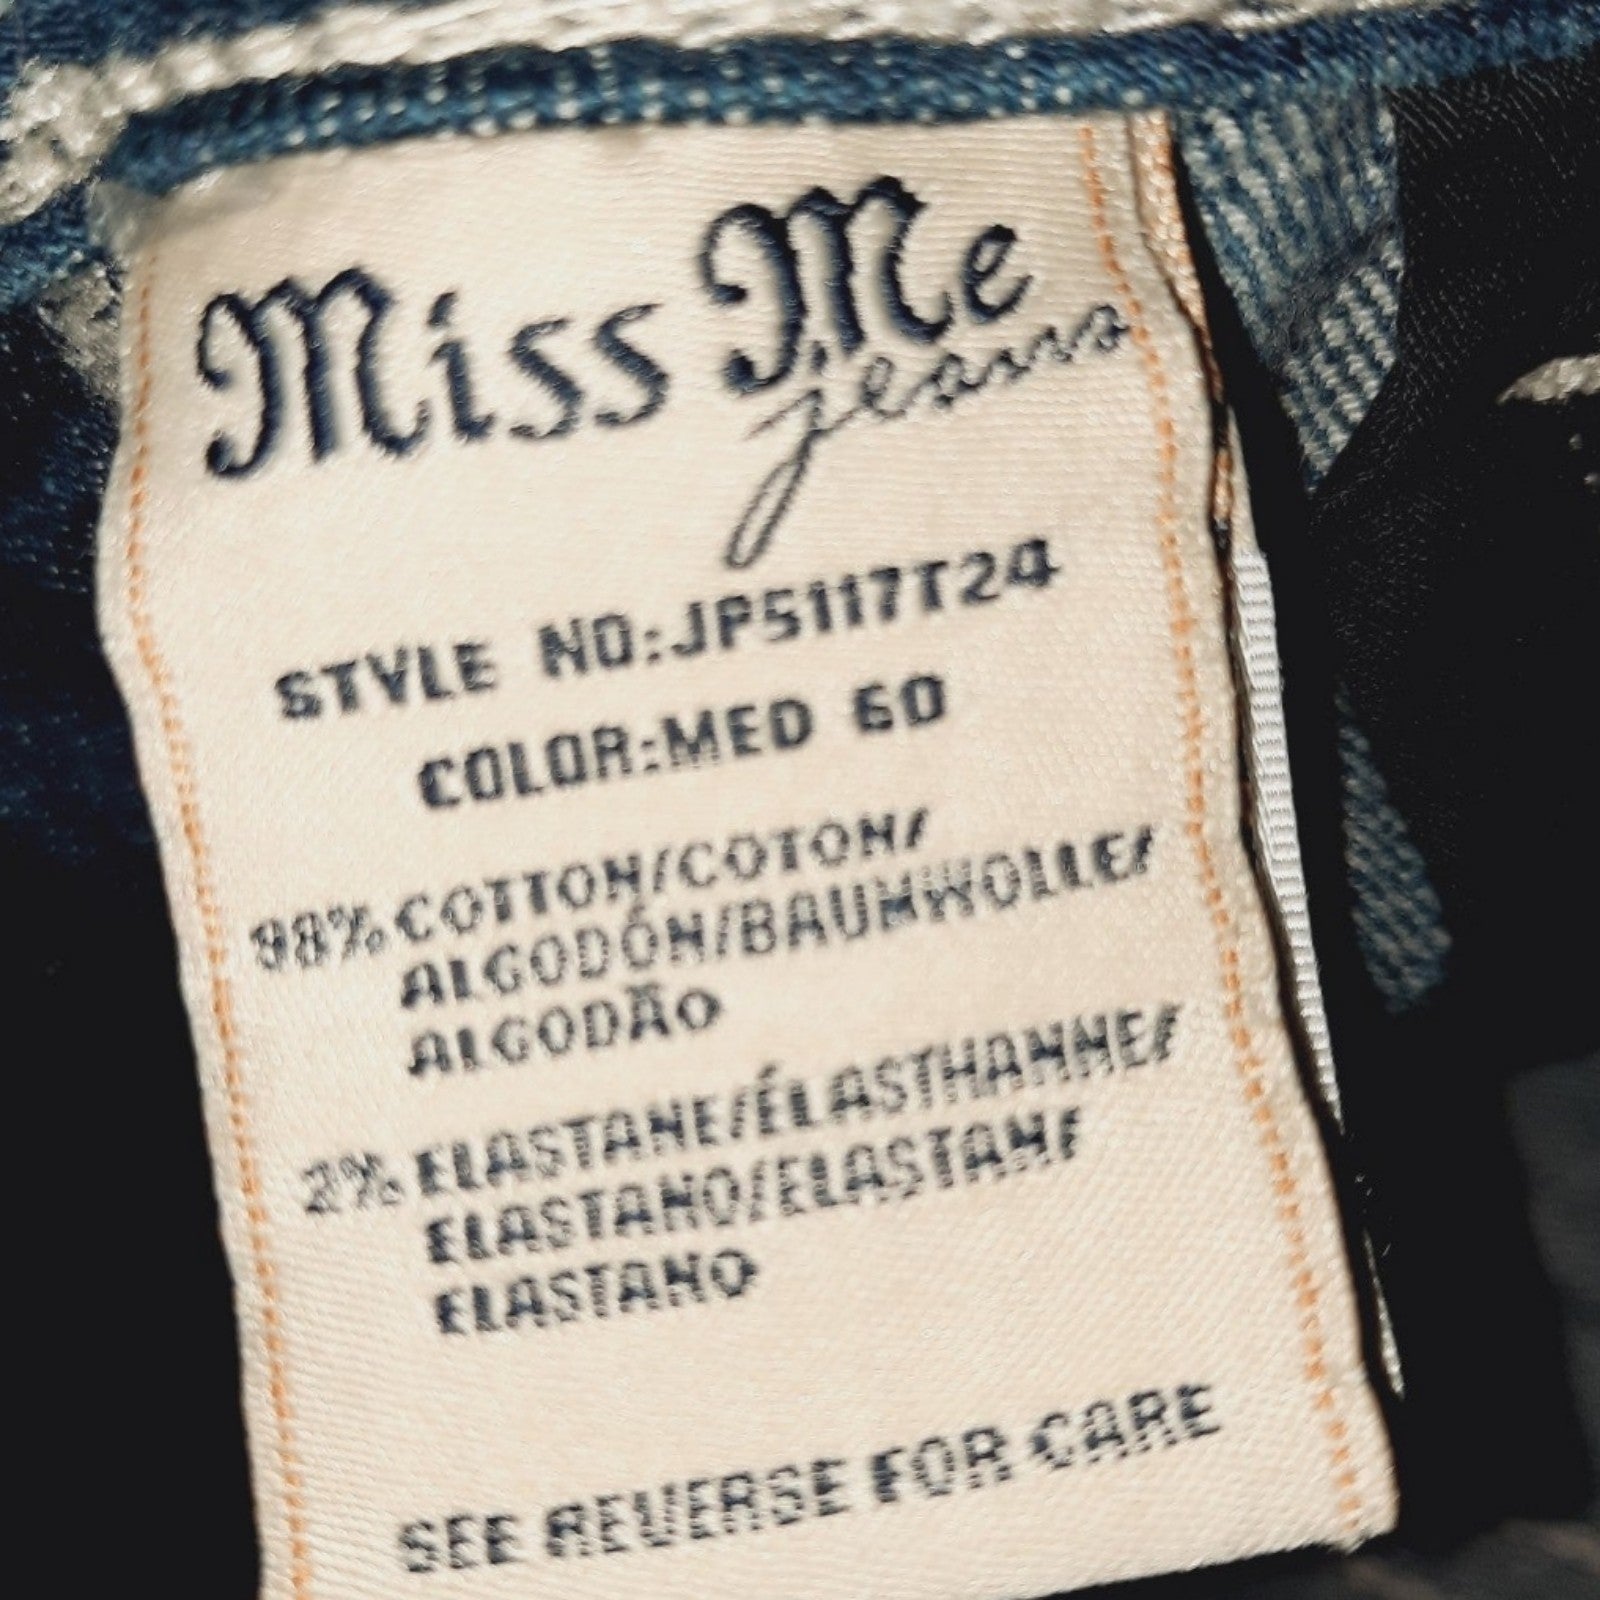 Miss Me
jeans
STYLE NO:JP5117T24
COLOR:MED 60
98% COTTON/COTON/
ALGODÓN/BAUMWOLLE/
ALGODÃO
2% ELASTANE/ÉLASTHANNE/
ELASTANO/ELASTAN/
ELASTANO
SEE REVERSE FOR CARE